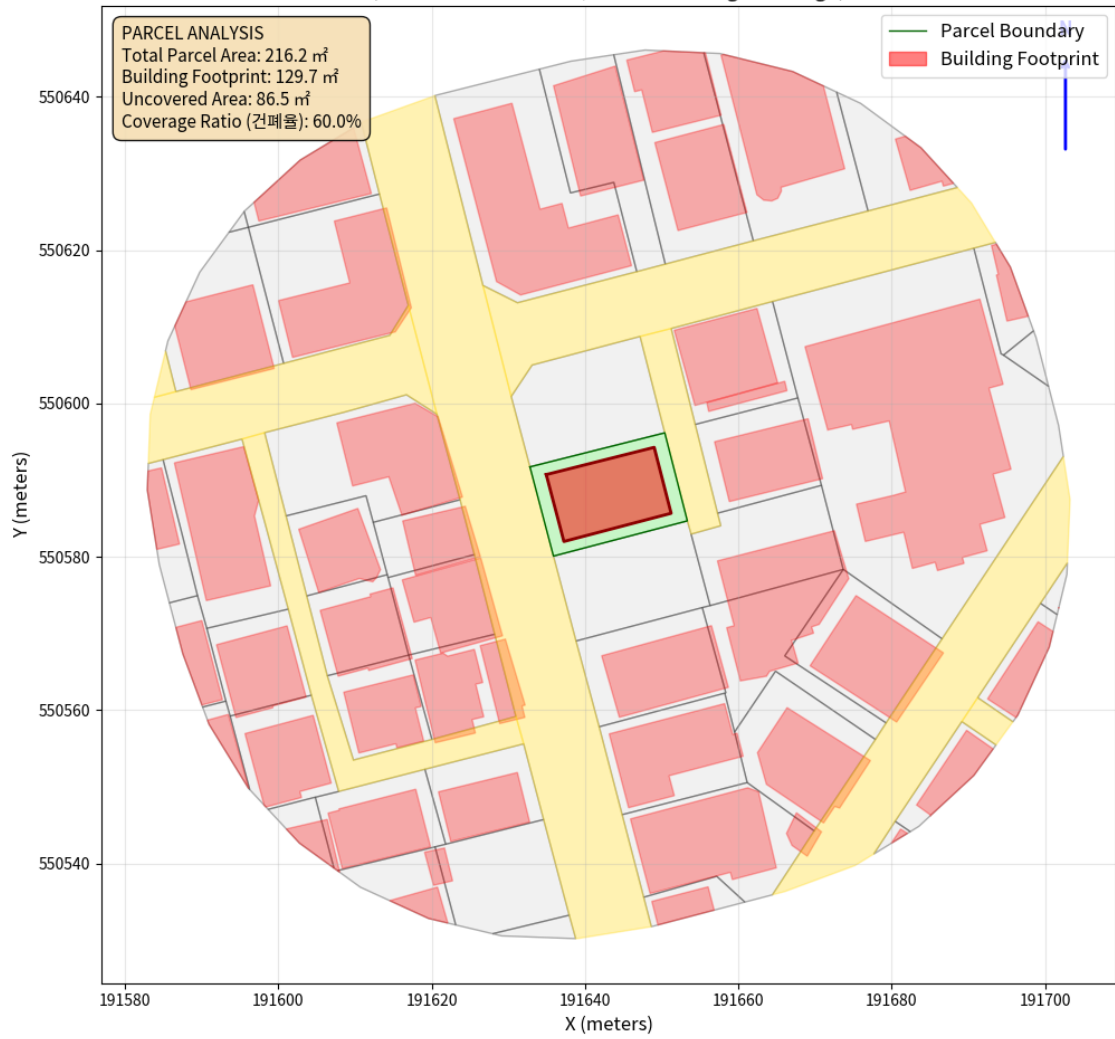 PARCEL ANALYSIS
Total Parcel Area: 216.2 ㎡
Building Footprint: 129.7 ㎡
Uncovered Area: 86.5 ㎡
Coverage Ratio (건폐율): 60.0%
Parcel Boundary
Building Footprint
N
550640
550620
550600
550580
550560
550540
Y (meters)
191580 191600 191620 191640 191660 191680 191700
X (meters)